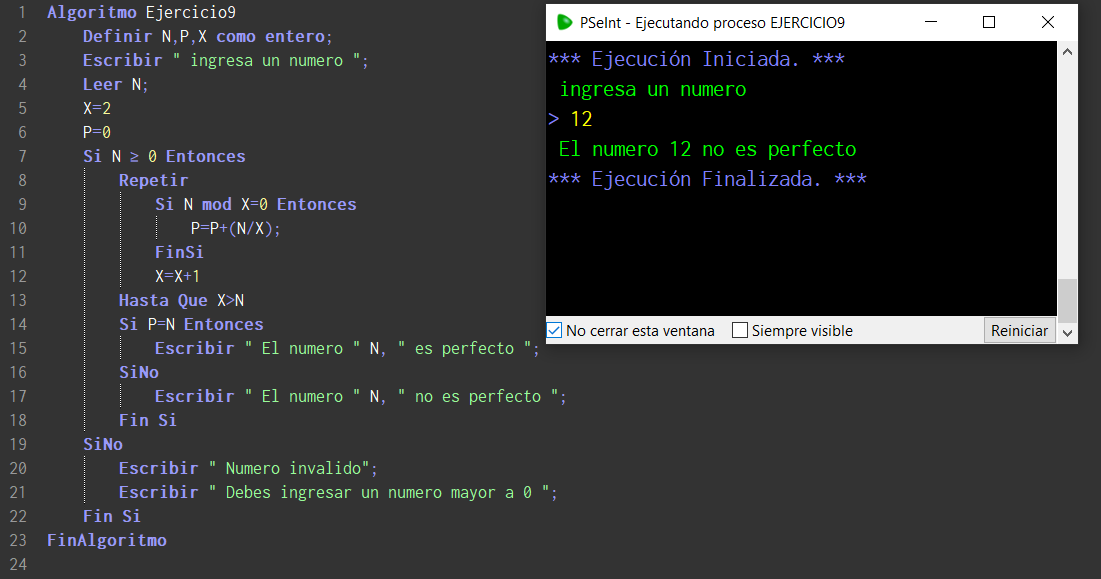 1 Algoritmo Ejercicio9
2 Definir N,P,X como entero;
3 Escribir " ingresa un numero ";
4 Leer N;
5 X=2
6 P=0
7 Si N ≥ 0 Entonces
8 Repetir
9 Si N mod X=0 Entonces
10 P=P+(N/X);
11 FinSi
12 X=X+1
13 Hasta Que X>N
14 Si P=N Entonces
15 Escribir " El numero " N, " es perfecto ";
16 SiNo
17 Escribir " El numero " N, " no es perfecto ";
18 Fin Si
19 SiNo
20 Escribir " Numero invalido";
21 Escribir " Debes ingresar un numero mayor a 0 ";
22 Fin Si
23 FinAlgoritmo
24
PSeInt - Ejecutando proceso EJERCICIO9
*** Ejecución Iniciada. ***
ingresa un numero
> 12
El numero 12 no es perfecto
*** Ejecución Finalizada. ***
No cerrar esta ventana Siempre visible Reiniciar